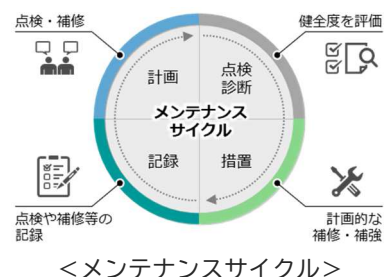 点検・補修
健全度を評価
計画
点検
診断
メンテナンス
サイクル
記録
措置
点検や補修等の
記録
計画的な
補修・補強
＜メンテナンスサイクル＞